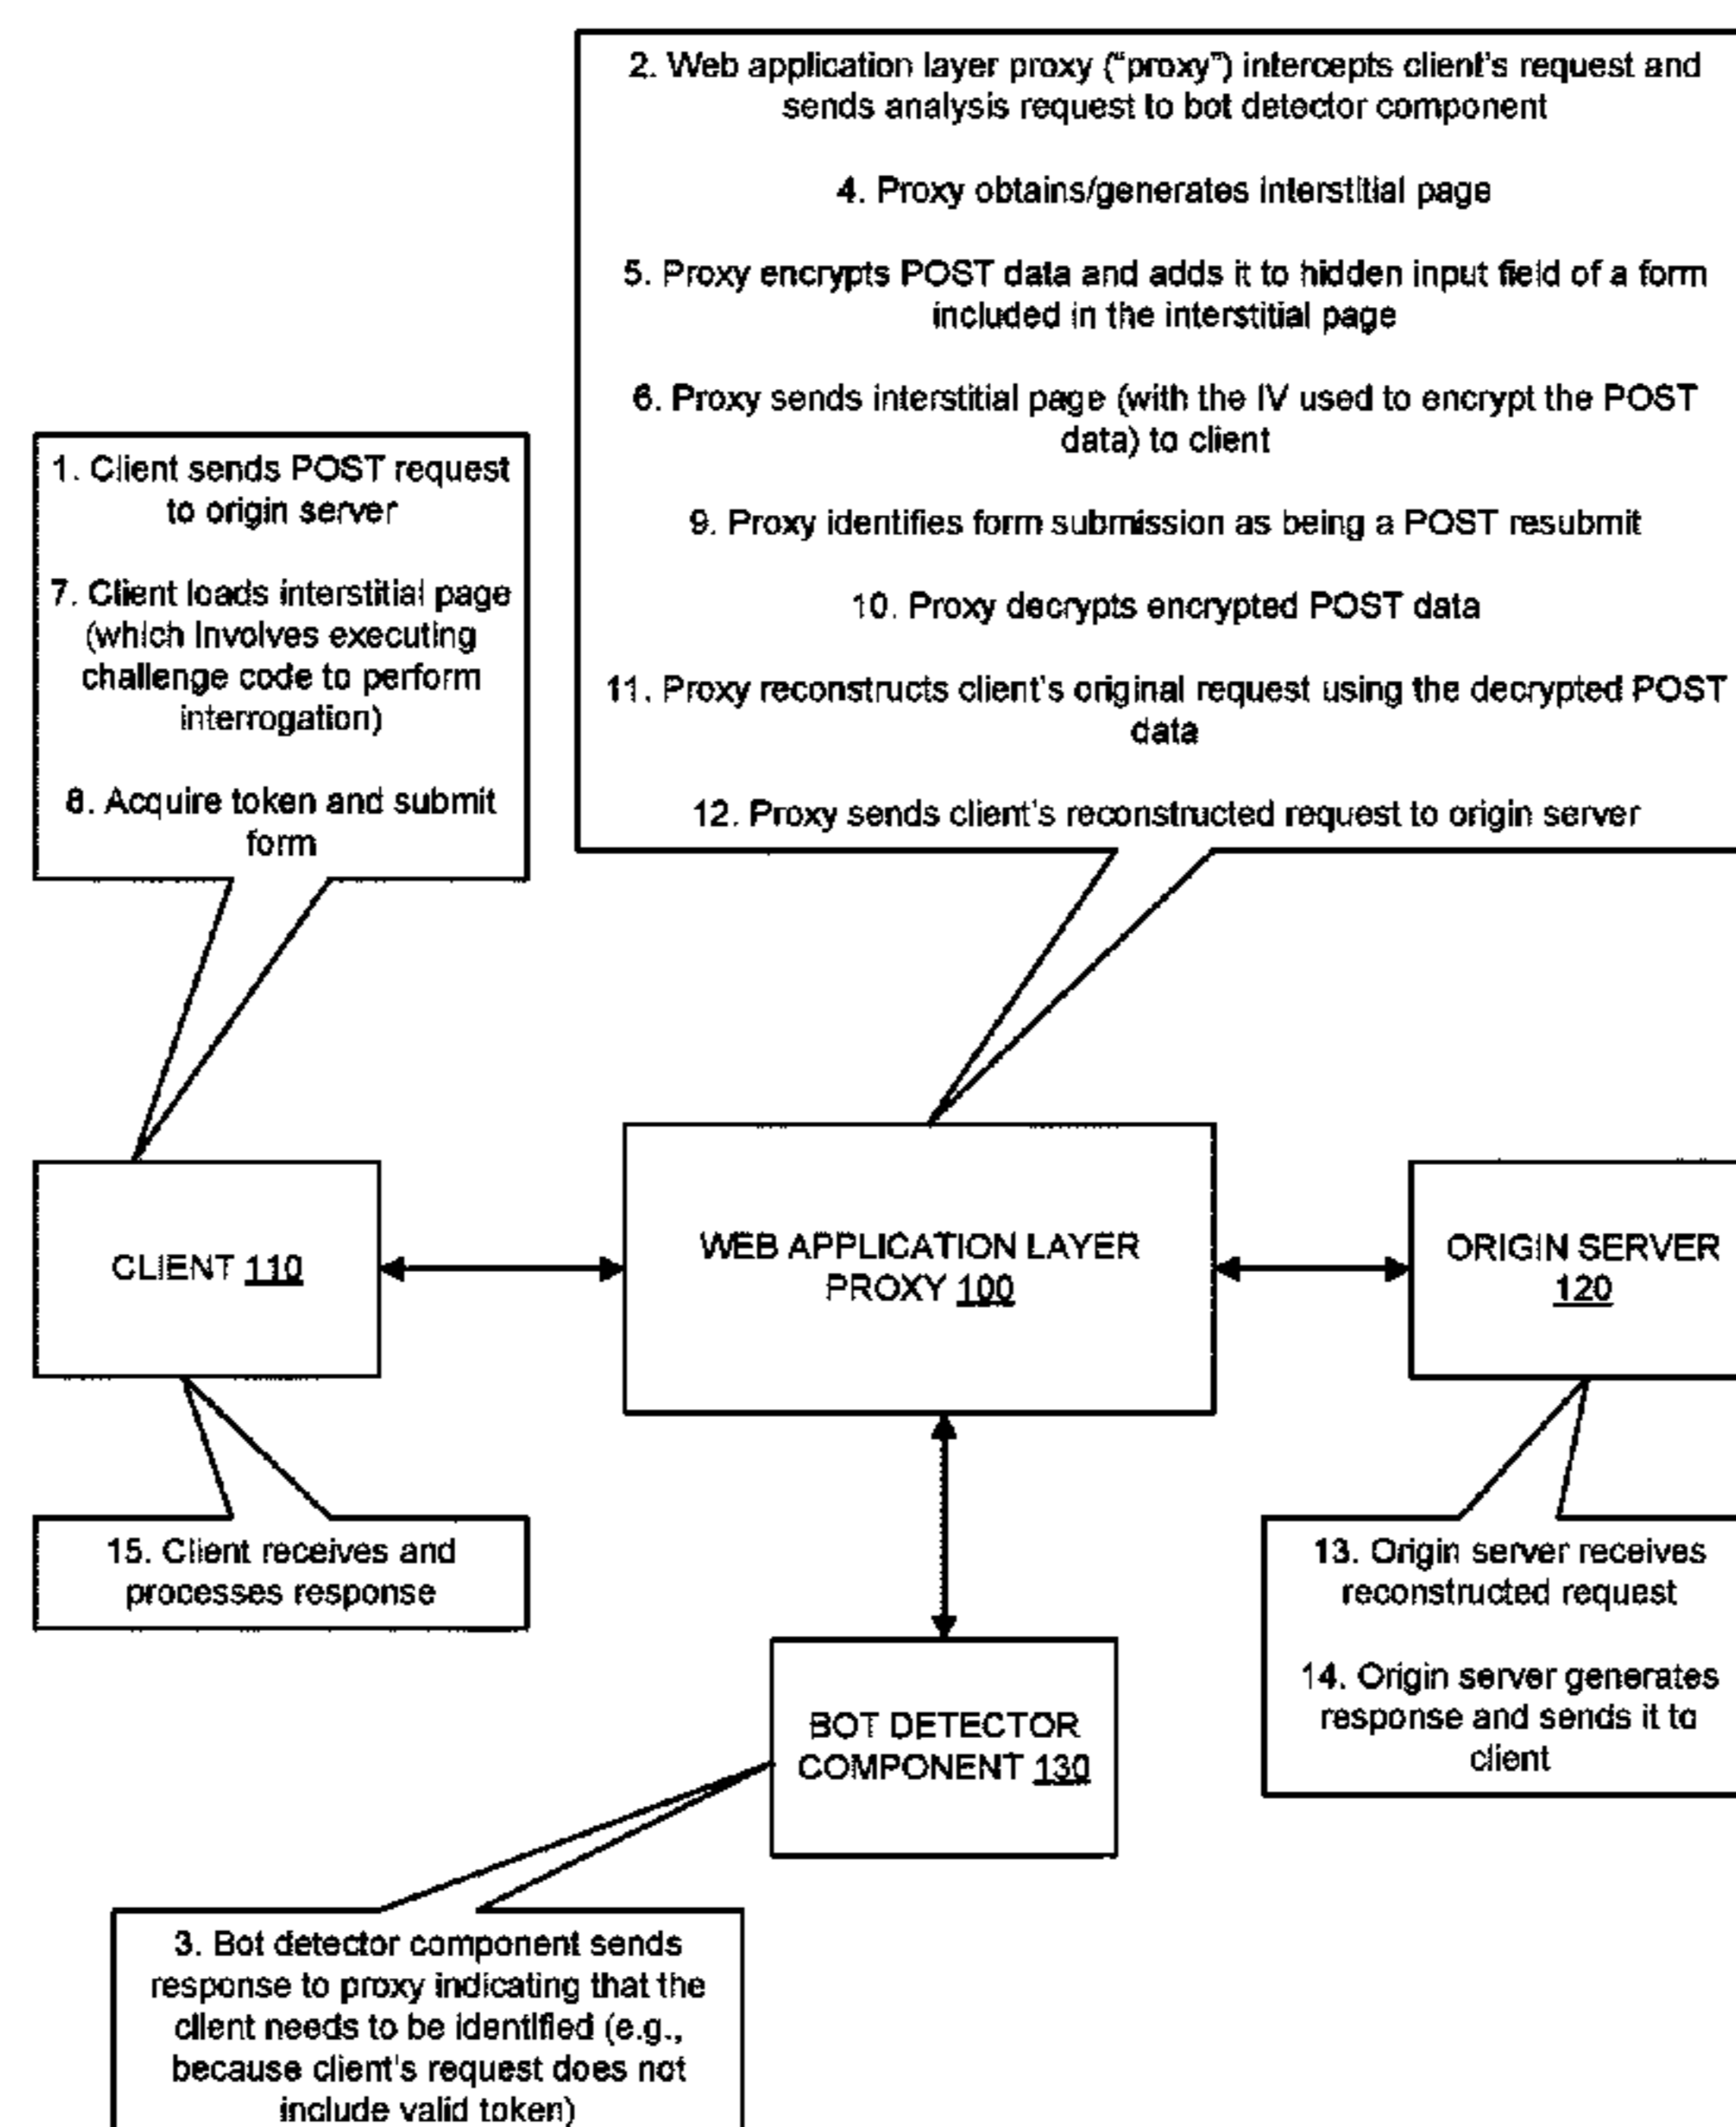 2. Web application layer proxy ("proxy") intercepts client's request and
sends analysis request to bot detector component
4. Proxy obtains/generates interstitial page
5. Proxy encrypts POST data and adds it to hidden input field of a form
included in the interstitial page
6. Proxy sends interstitial page (with the IV used to encrypt the POST
data) to client
9. Proxy identifies form submission as being a POST resubmit
10. Proxy decrypts encrypted POST data
11. Proxy reconstructs client's original request using the decrypted POST
data
12. Proxy sends client's reconstructed request to origin server
1. Client sends POST request
to origin server
7. Client loads interstitial page
(which involves executing
challenge code to perform
interrogation)
8. Acquire token and submit
form
CLIENT 110
WEB APPLICATION LAYER
PROXY 100
ORIGIN SERVER
120
15. Client receives and
processes response
13. Origin server receives
reconstructed request
14. Origin server generates
response and sends it to
client
BOT DETECTOR
COMPONENT 130
3. Bot detector component sends
response to proxy indicating that the
client needs to be identified (e.g.,
because client's request does not
include valid token)